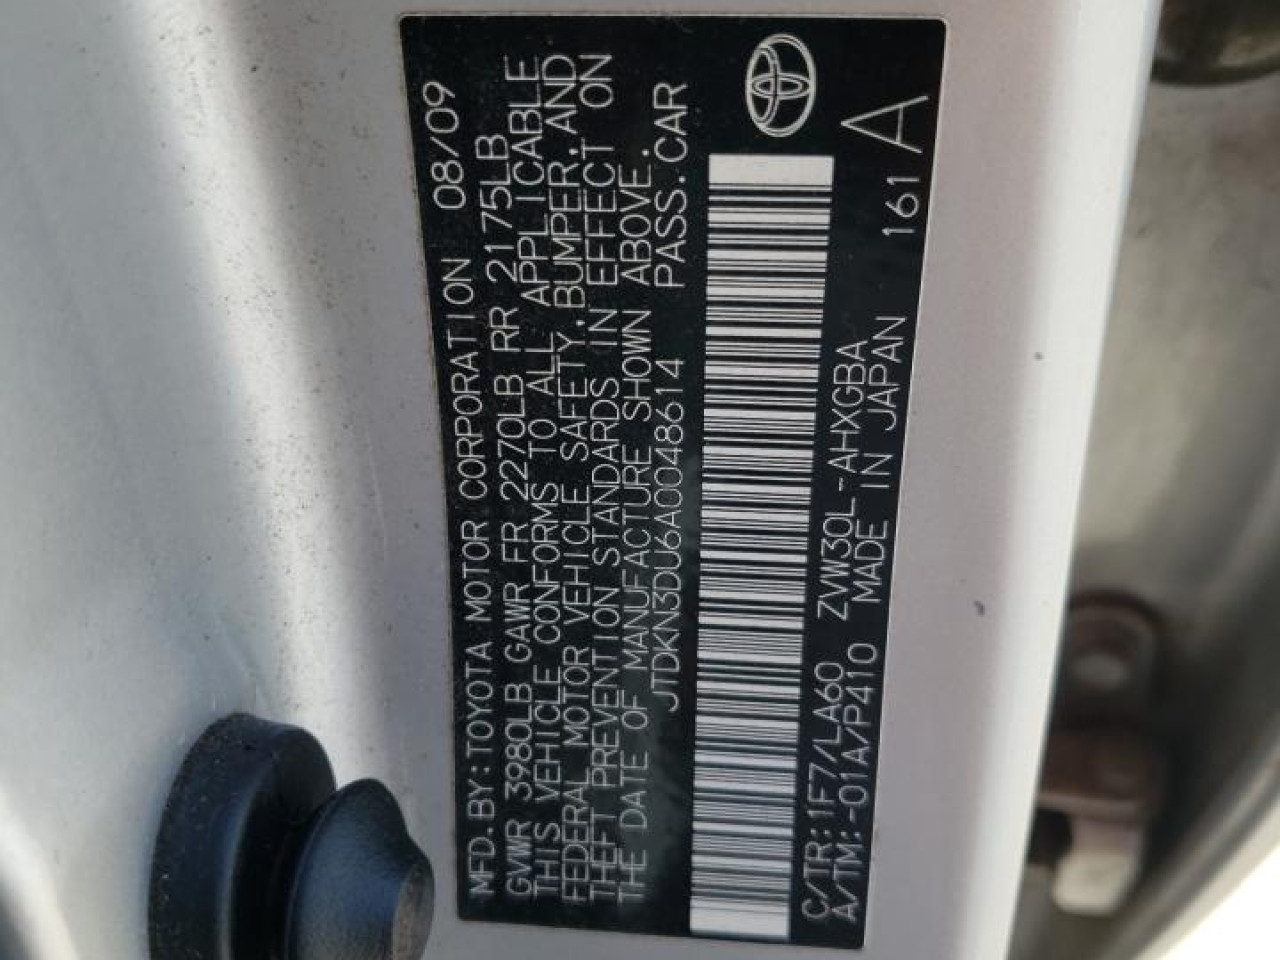 MFD.BY:TOYOTA MOTOR CORPORATION 08/09
GVWR 3980LB GAWR FR 2270LB RR 2175LB
THIS VEHICLE CONFORMS TO ALL APPLICABLE
FEDERAL MOTOR VEHICLE SAFETY,BUMPER,AND
THEFT PREVENTION STANDARDS IN EFFECT ON
THE DATE OF MANUFACTURE SHOWN ABOVE.
JTDKN3DU6A0048614 PASS.CAR
C/TR:1F7/LA60 ZVW30L-AHXGBA
A/TM:-01A/P410 MADE IN JAPAN
161 A